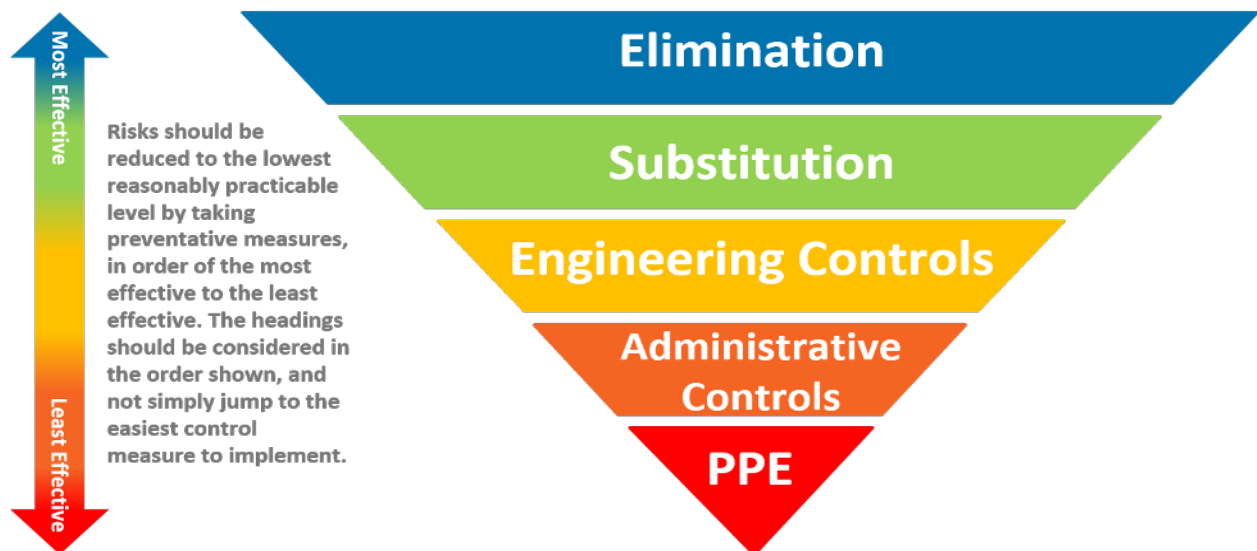 Most Effective
Least Effective
Risks should be
reduced to the lowest
reasonably practicable
level by taking
preventative measures,
in order of the most
effective to the least
effective. The headings
should be considered in
the order shown, and
not simply jump to the
easiest control
measure to implement.
Elimination
Substitution
Engineering Controls
Administrative
Controls
PPE